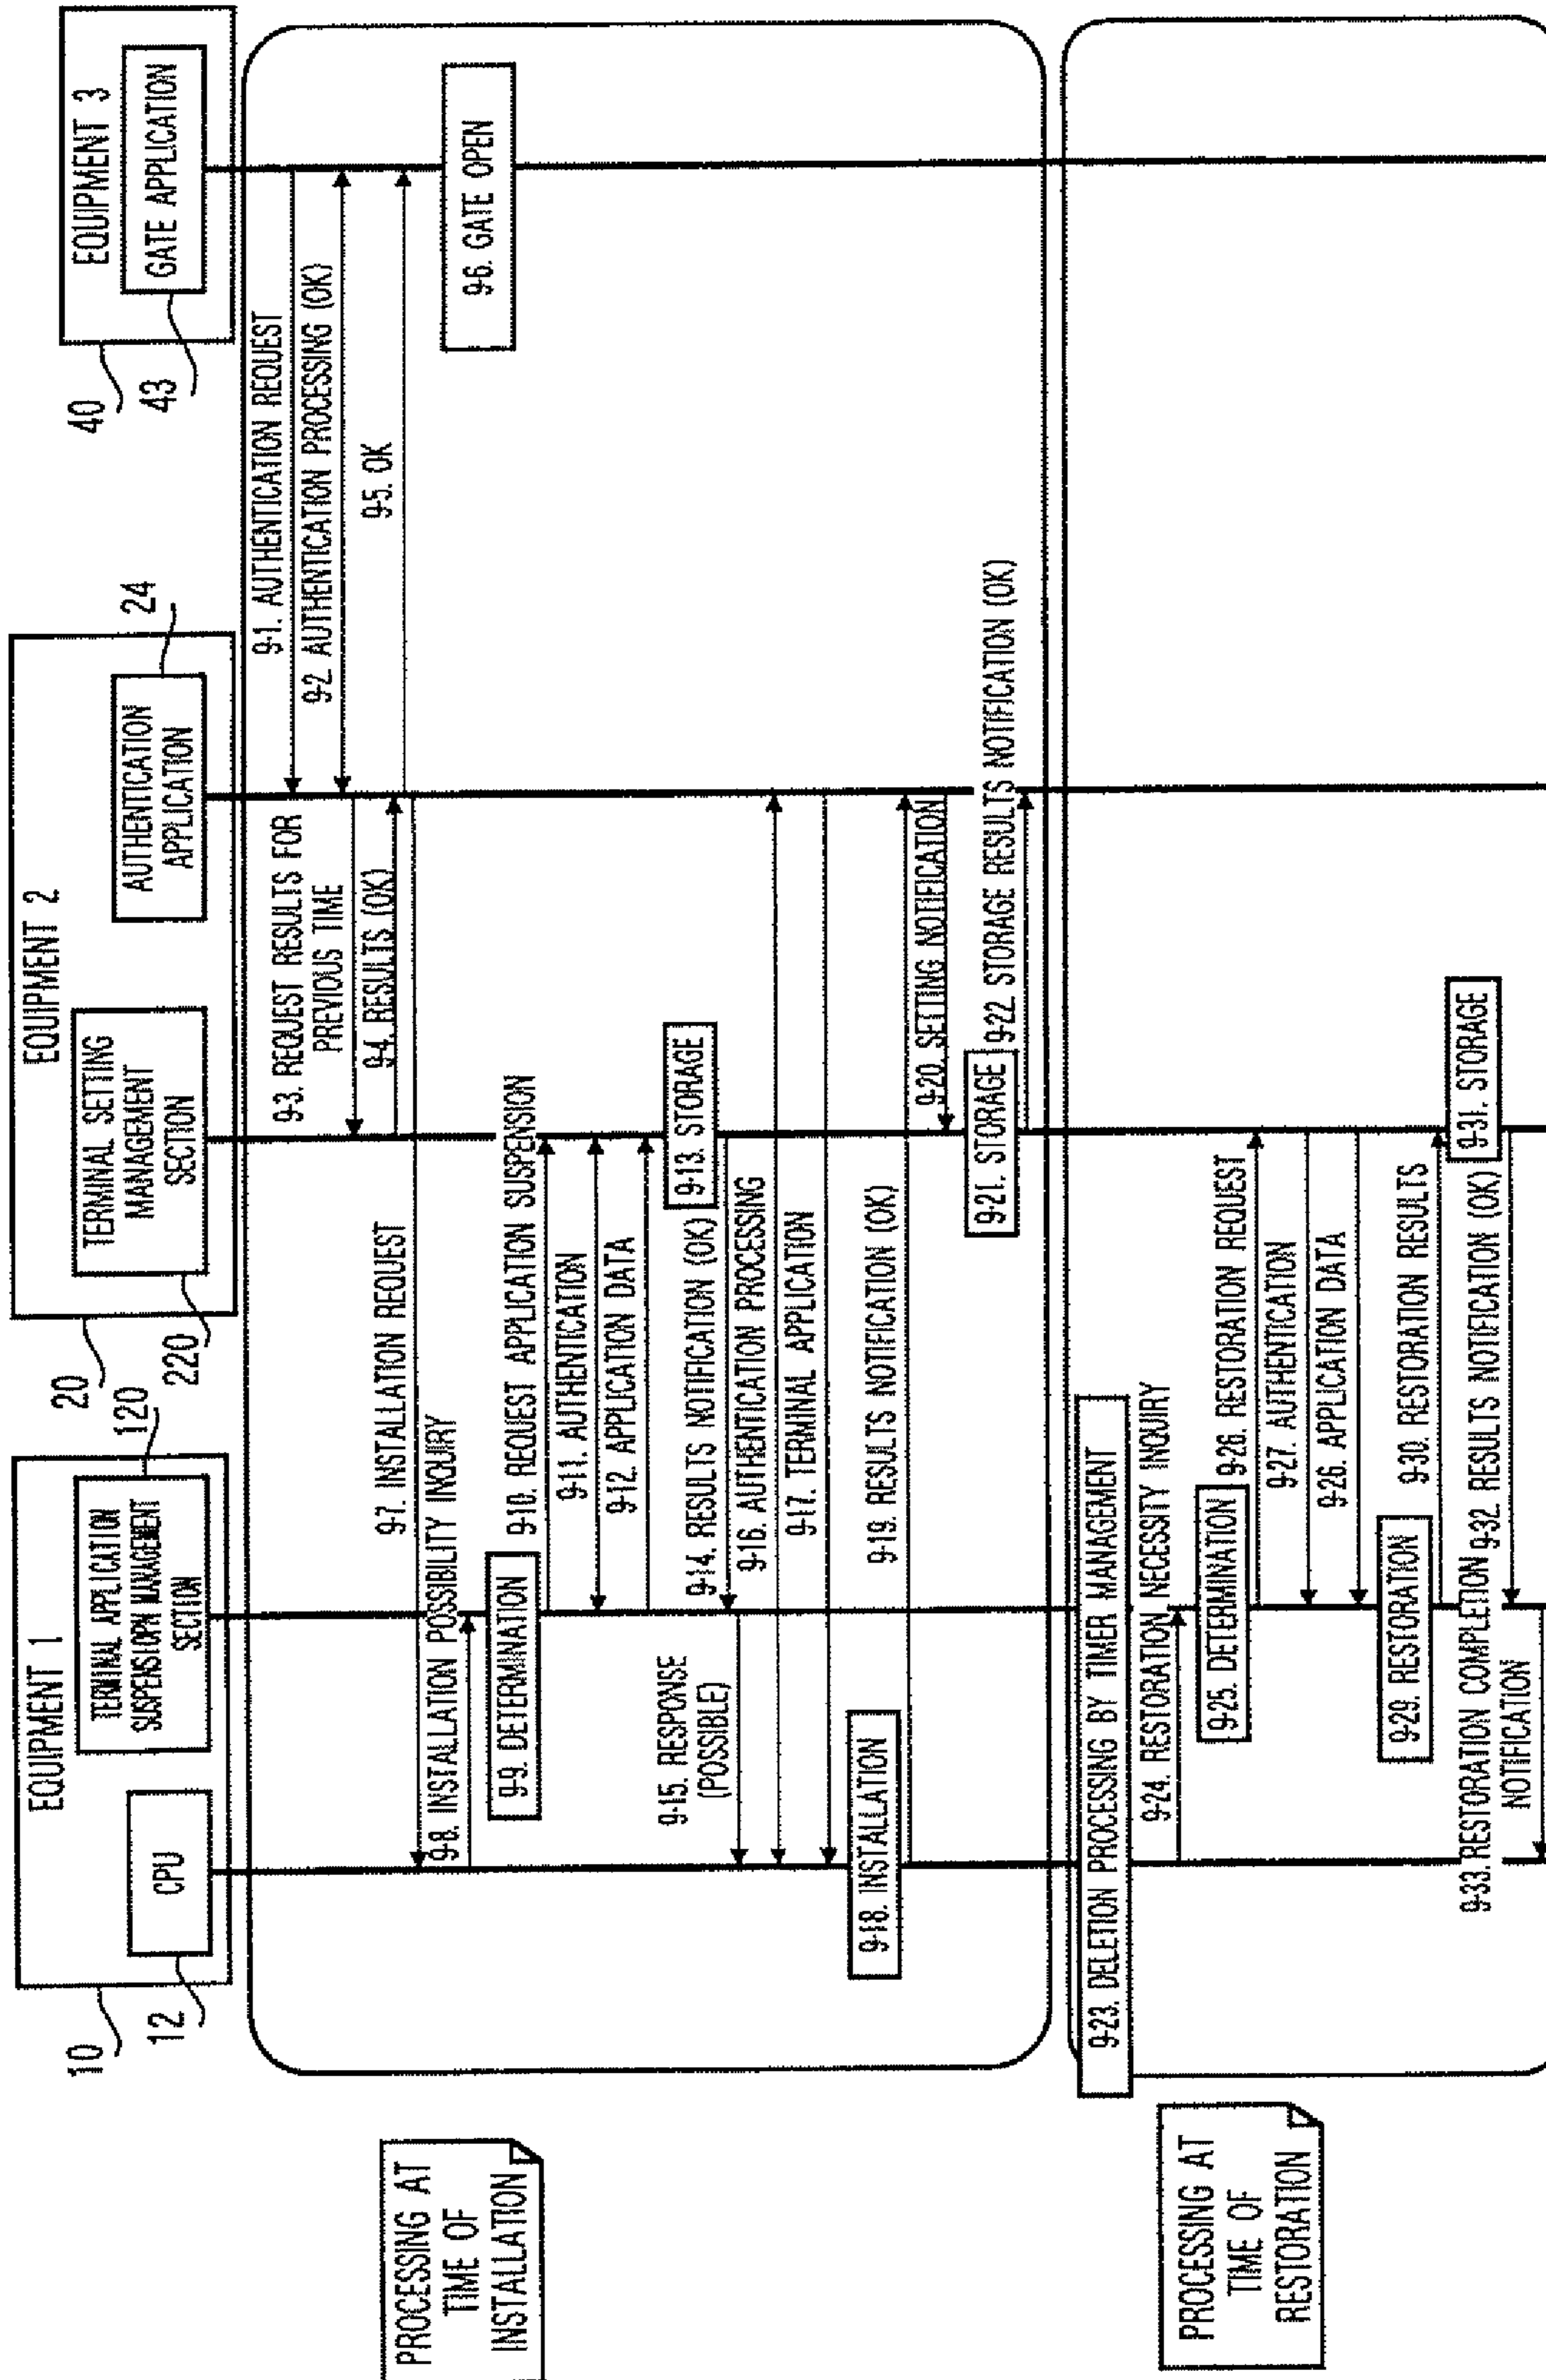 EQUIPMENT 1
CPU
TERMINAL APPLICATION
SUSPENSION MANAGEMENT
SECTION
10
12
120
EQUIPMENT 2
TERMINAL SETTING
MANAGEMENT
SECTION
AUTHENTICATION
APPLICATION
20
220
24
EQUIPMENT 3
GATE APPLICATION
40
43
PROCESSING AT
TIME OF
INSTALLATION
9-1. AUTHENTICATION REQUEST
9-2. AUTHENTICATION PROCESSING (OK)
9-3. REQUEST RESULTS FOR
PREVIOUS TIME
9-4. RESULTS (OK)
9-5. OK
9-6. GATE OPEN
9-7. INSTALLATION REQUEST
9-8. INSTALLATION POSSIBILITY INQUIRY
9-9. DETERMINATION
9-10. REQUEST APPLICATION SUSPENSION
9-11. AUTHENTICATION
9-12. APPLICATION DATA
9-13. STORAGE
9-14. RESULTS NOTIFICATION (OK)
9-15. RESPONSE
(POSSIBLE)
9-16. AUTHENTICATION PROCESSING
9-17. TERMINAL APPLICATION
9-18. INSTALLATION
9-19. RESULTS NOTIFICATION (OK)
9-20. SETTING NOTIFICATION
9-21. STORAGE
9-22 STORAGE RESULTS NOTIFICATION (OK)
PROCESSING AT
TIME OF
RESTORATION
9-23. DELETION PROCESSING BY TIMER MANAGEMENT
9-24. RESTORATION NECESSITY INQUIRY
9-25. DETERMINATION
9-26. RESTORATION REQUEST
9-27. AUTHENTICATION
9-26. APPLICATION DATA
9-29. RESTORATION
9-30. RESTORATION RESULTS
9-31. STORAGE
9-32. RESULTS NOTIFICATION (OK)
9-33. RESTORATION COMPLETION
NOTIFICATION